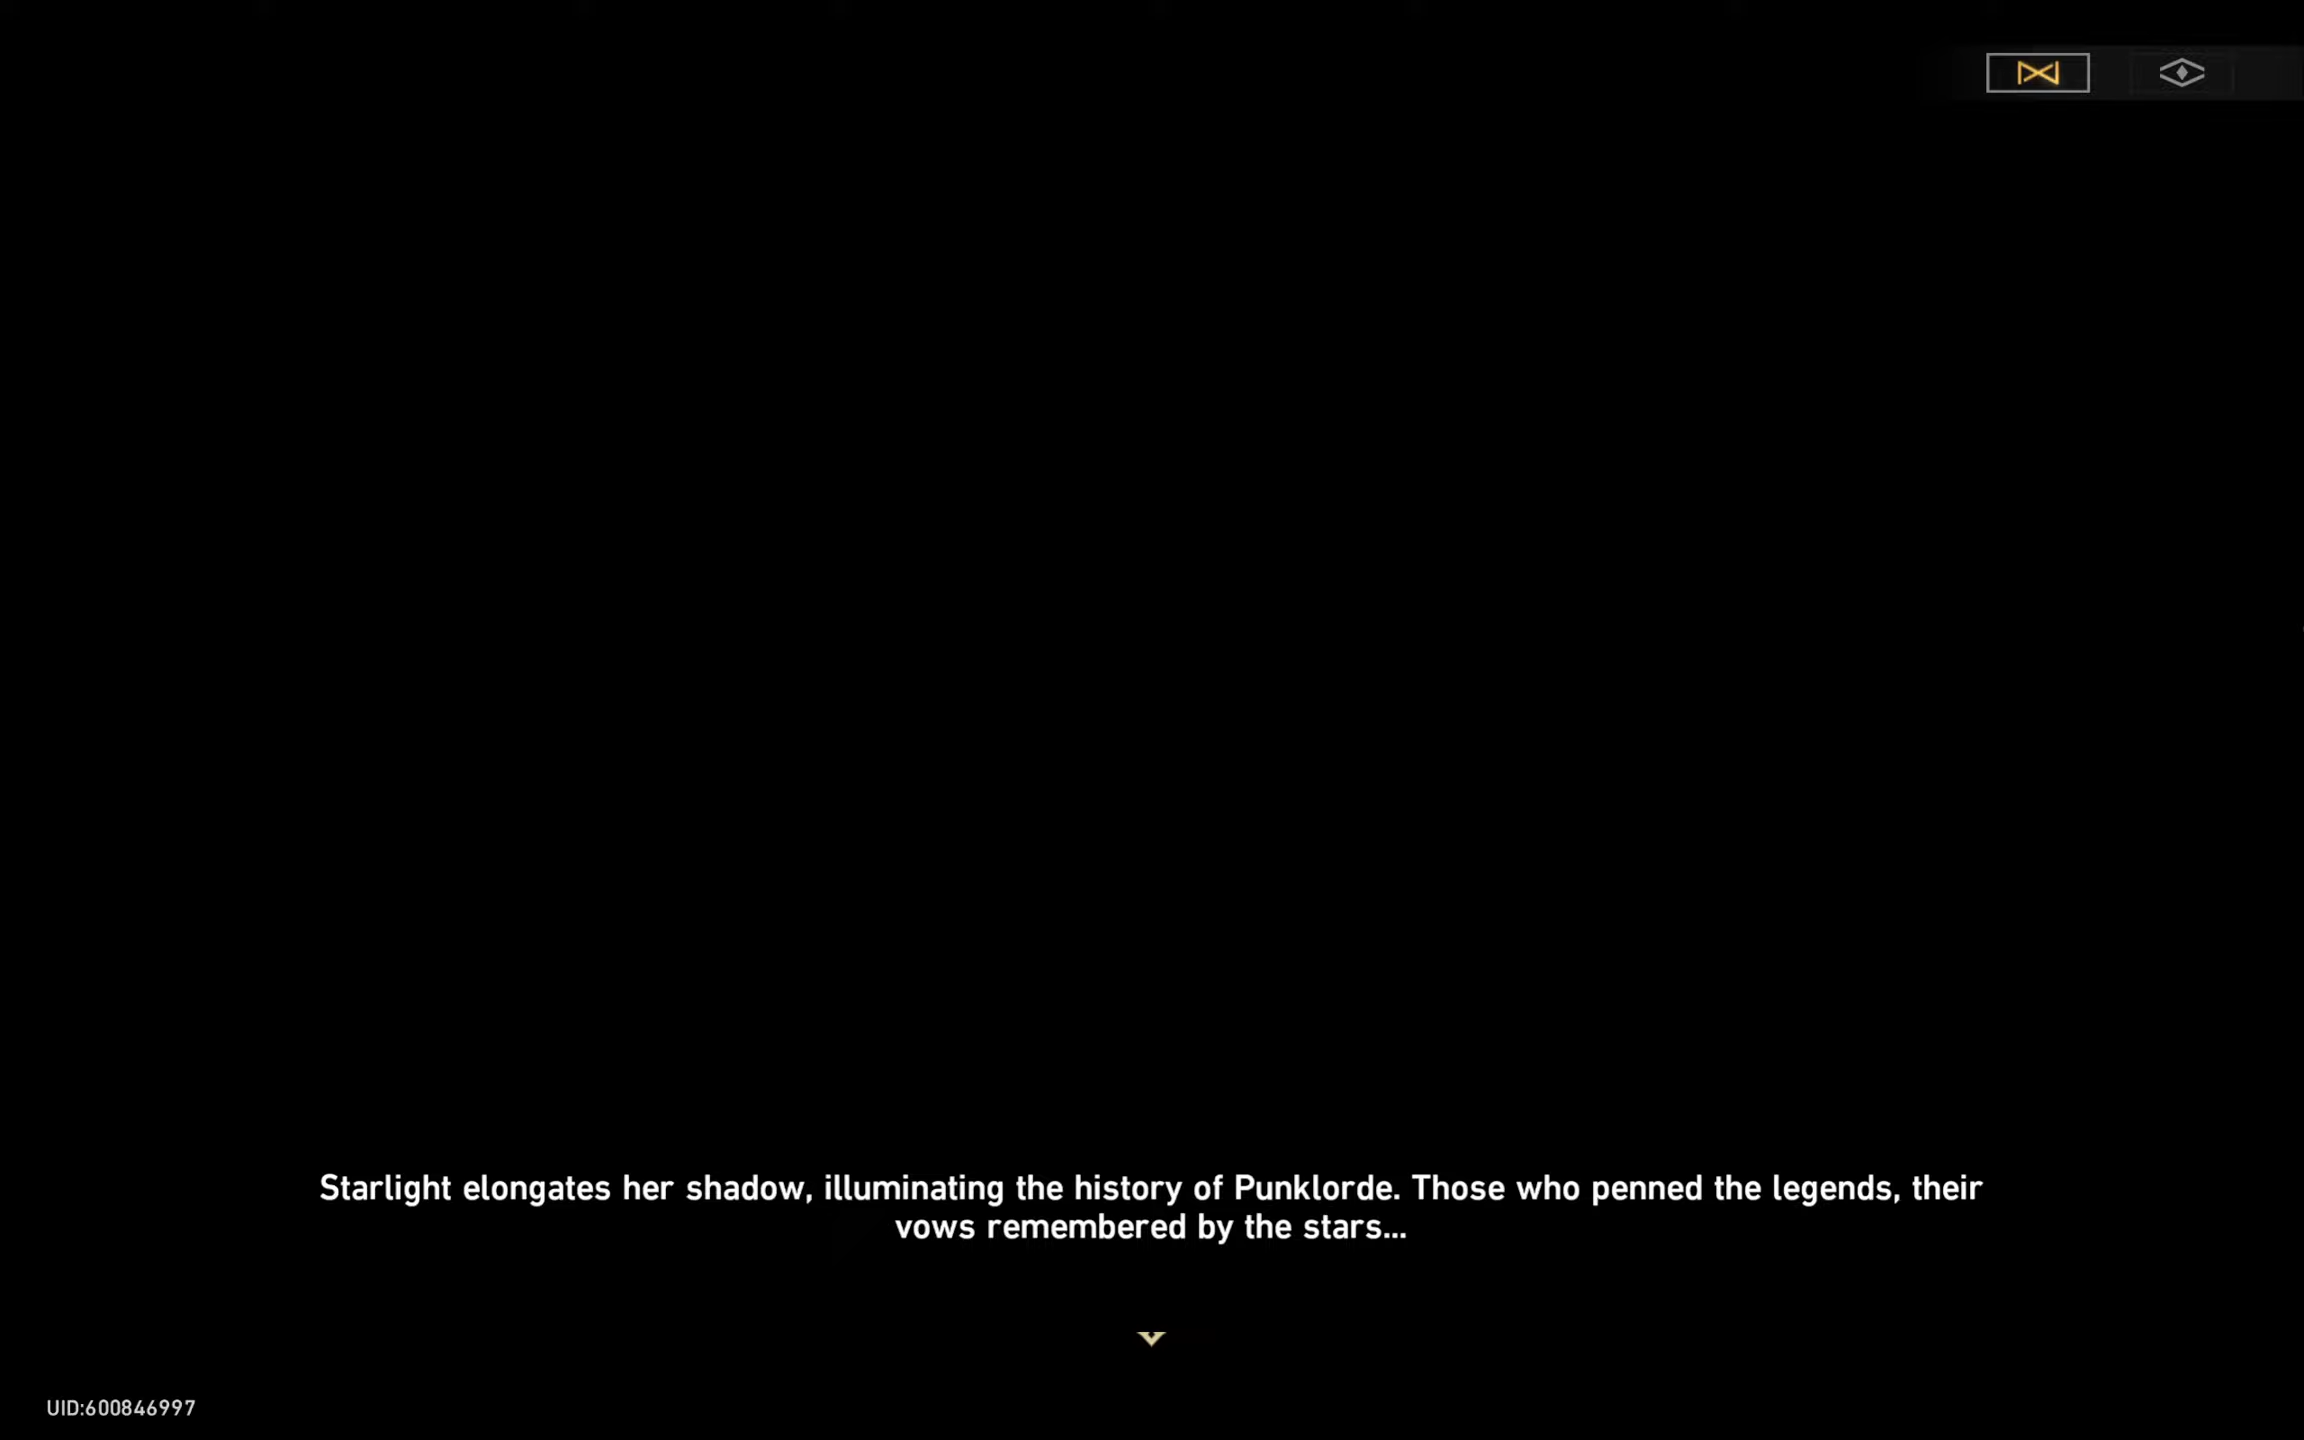 Starlight elongates her shadow, illuminating the history of Punklorde. Those who penned the legends, their
vows remembered by the stars...
UID:600846997